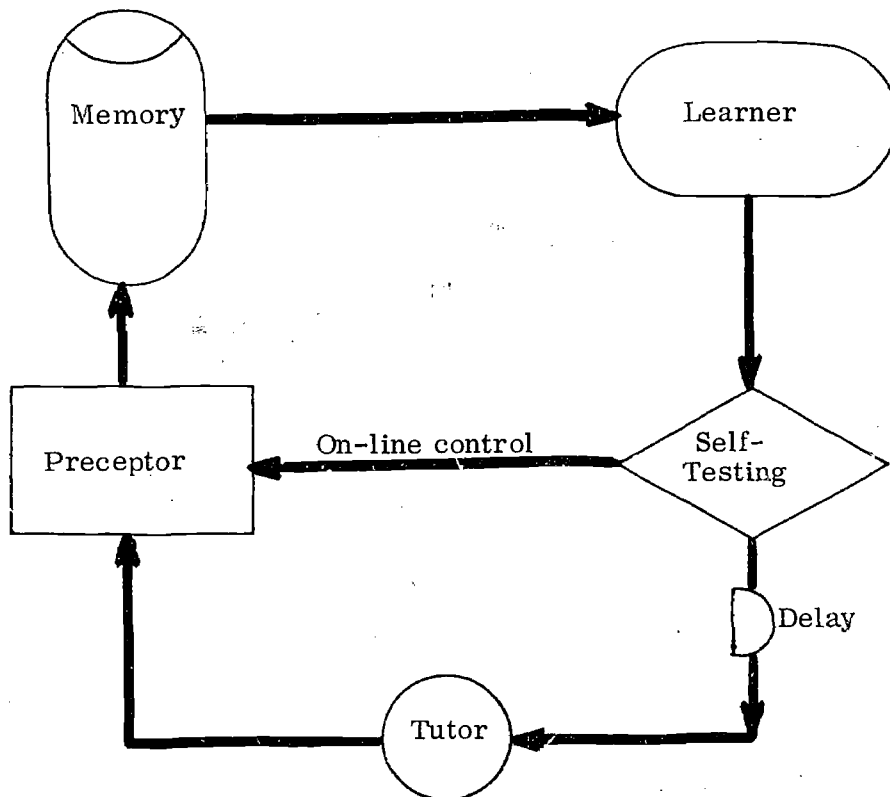 Memory
Learner
On-line control
Preceptor
Self-
Testing
Delay
Tutor